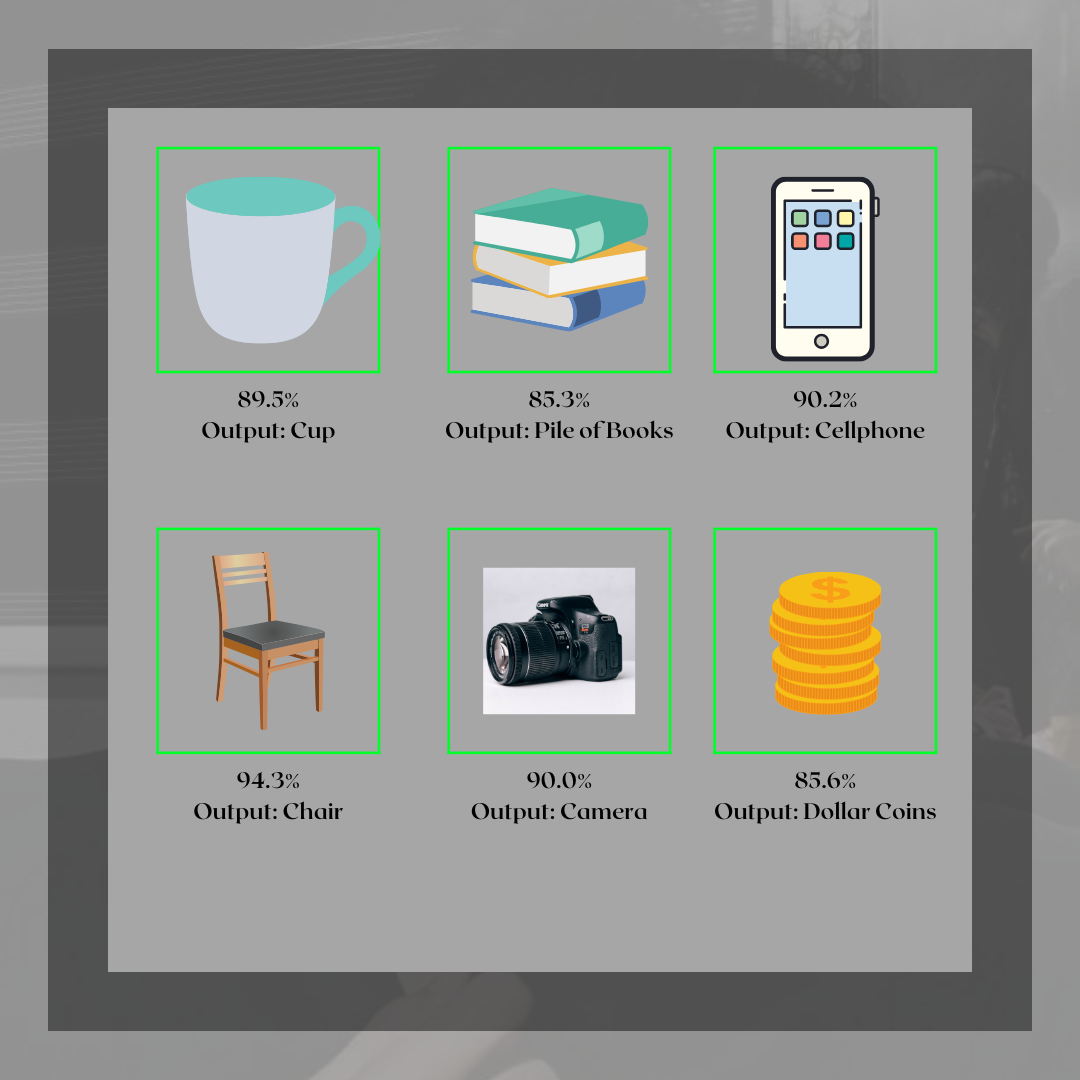 89.5%
Output: Cup
85.3%
Output: Pile of Books
90.2%
Output: Cellphone
$
Canon
94.3%
Output: Chair
90.0%
Output: Camera
85.6%
Output: Dollar Coins